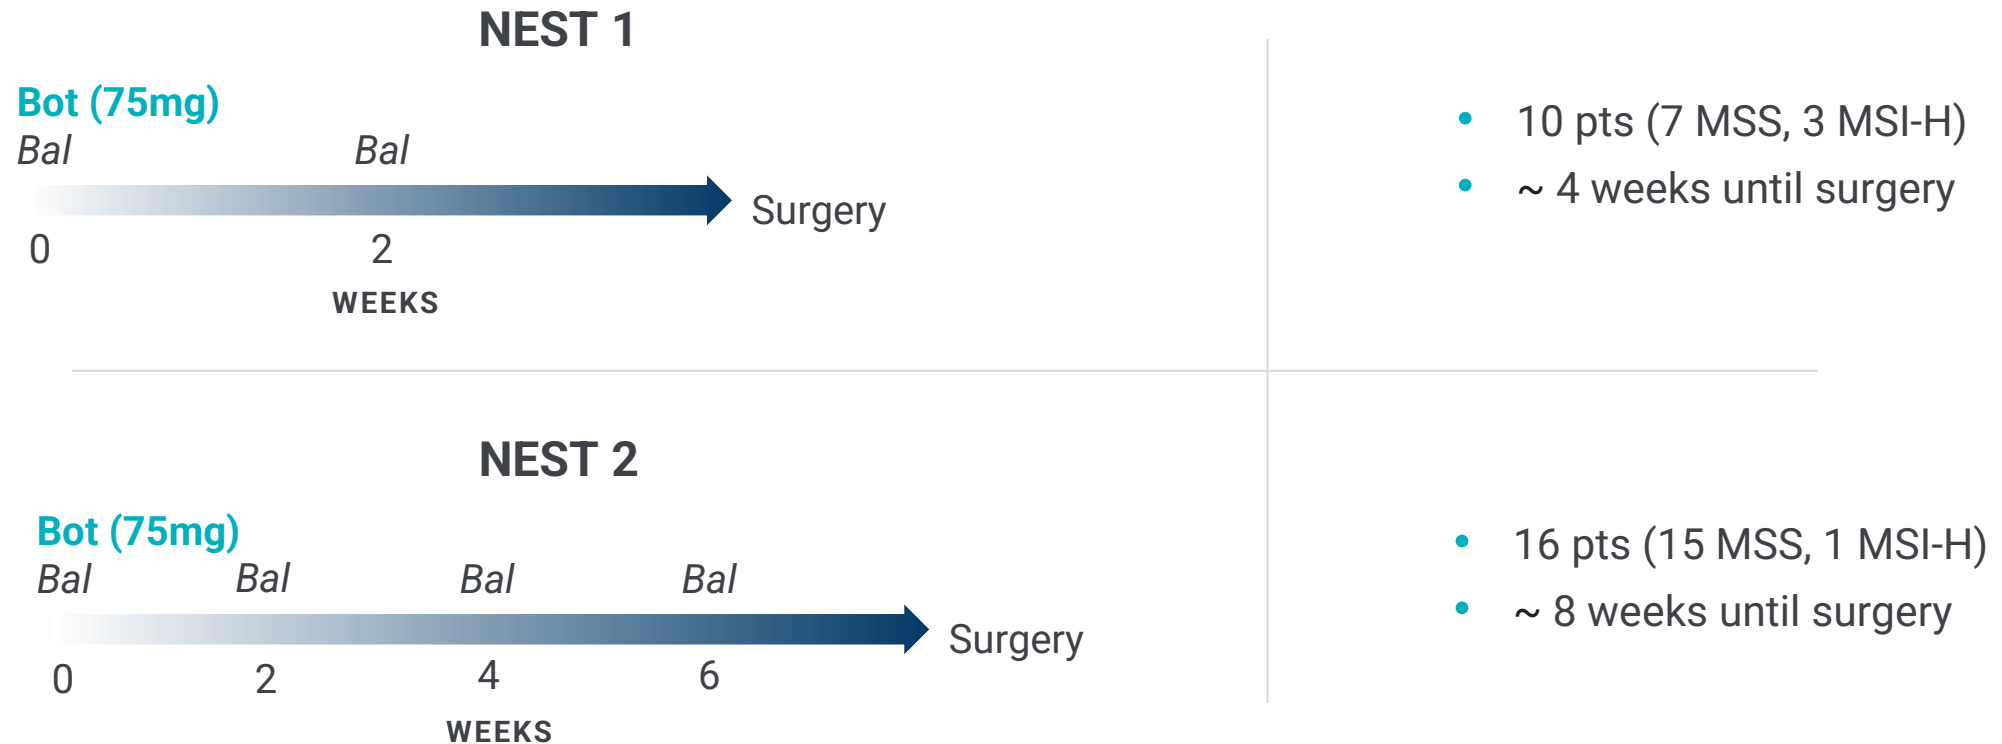 NEST 1
Bot (75mg)
Bal Bal
Surgery
0 2
WEEKS
• 10 pts (7 MSS, 3 MSI-H)
• ~ 4 weeks until surgery
NEST 2
Bot (75mg)
Bal Bal Bal Bal
Surgery
0 2 4 6
WEEKS
• 16 pts (15 MSS, 1 MSI-H)
• ~ 8 weeks until surgery